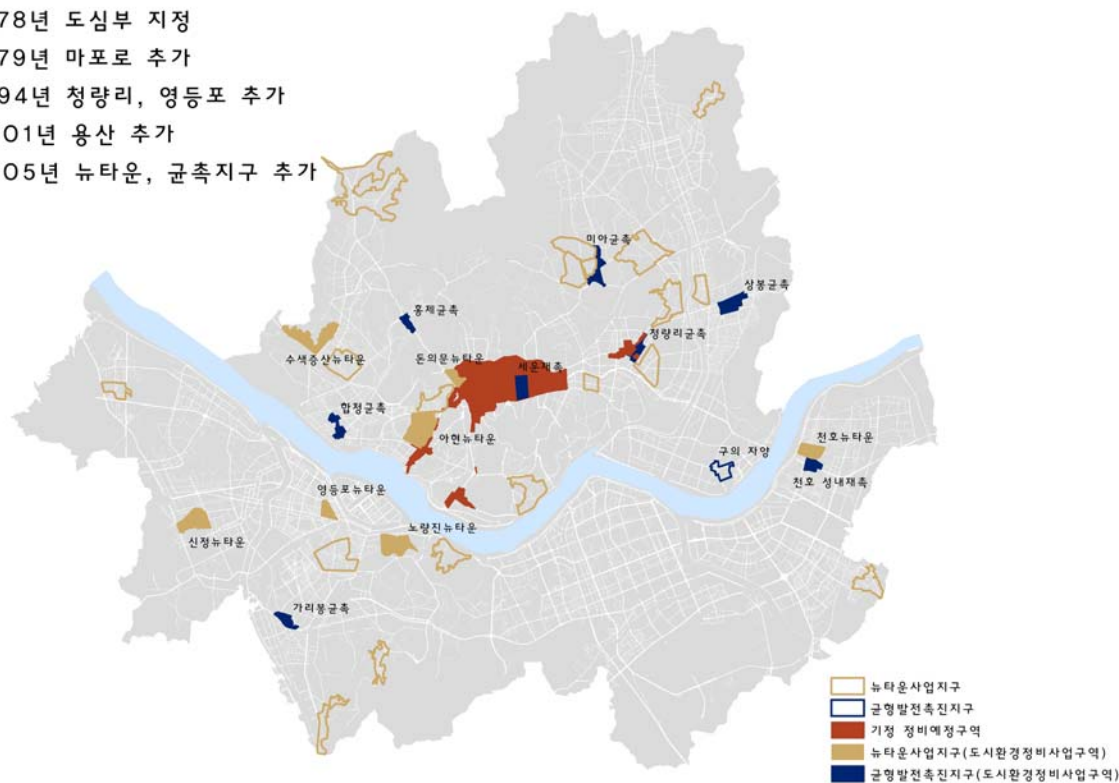 78년 도심부 지정
79년 마포로 추가
94년 청량리, 영등포 추가
01년 용산 추가
05년 뉴타운, 균촉지구 추가
미아균촉
상봉균촉
홍제균촉
청량리균촉
수색증산뉴타운
돈의문뉴타운
세운재촉
합정균촉
아현뉴타운
구의 자양
천호뉴타운
천호 성내재촉
영등포뉴타운
노량진뉴타운
신정뉴타운
가리봉균촉
뉴타운사업지구
균형발전촉진지구
기정 정비예정구역
뉴타운사업지구(도시환경정비사업구역)
균형발전촉진지구(도시환경정비사업구역)